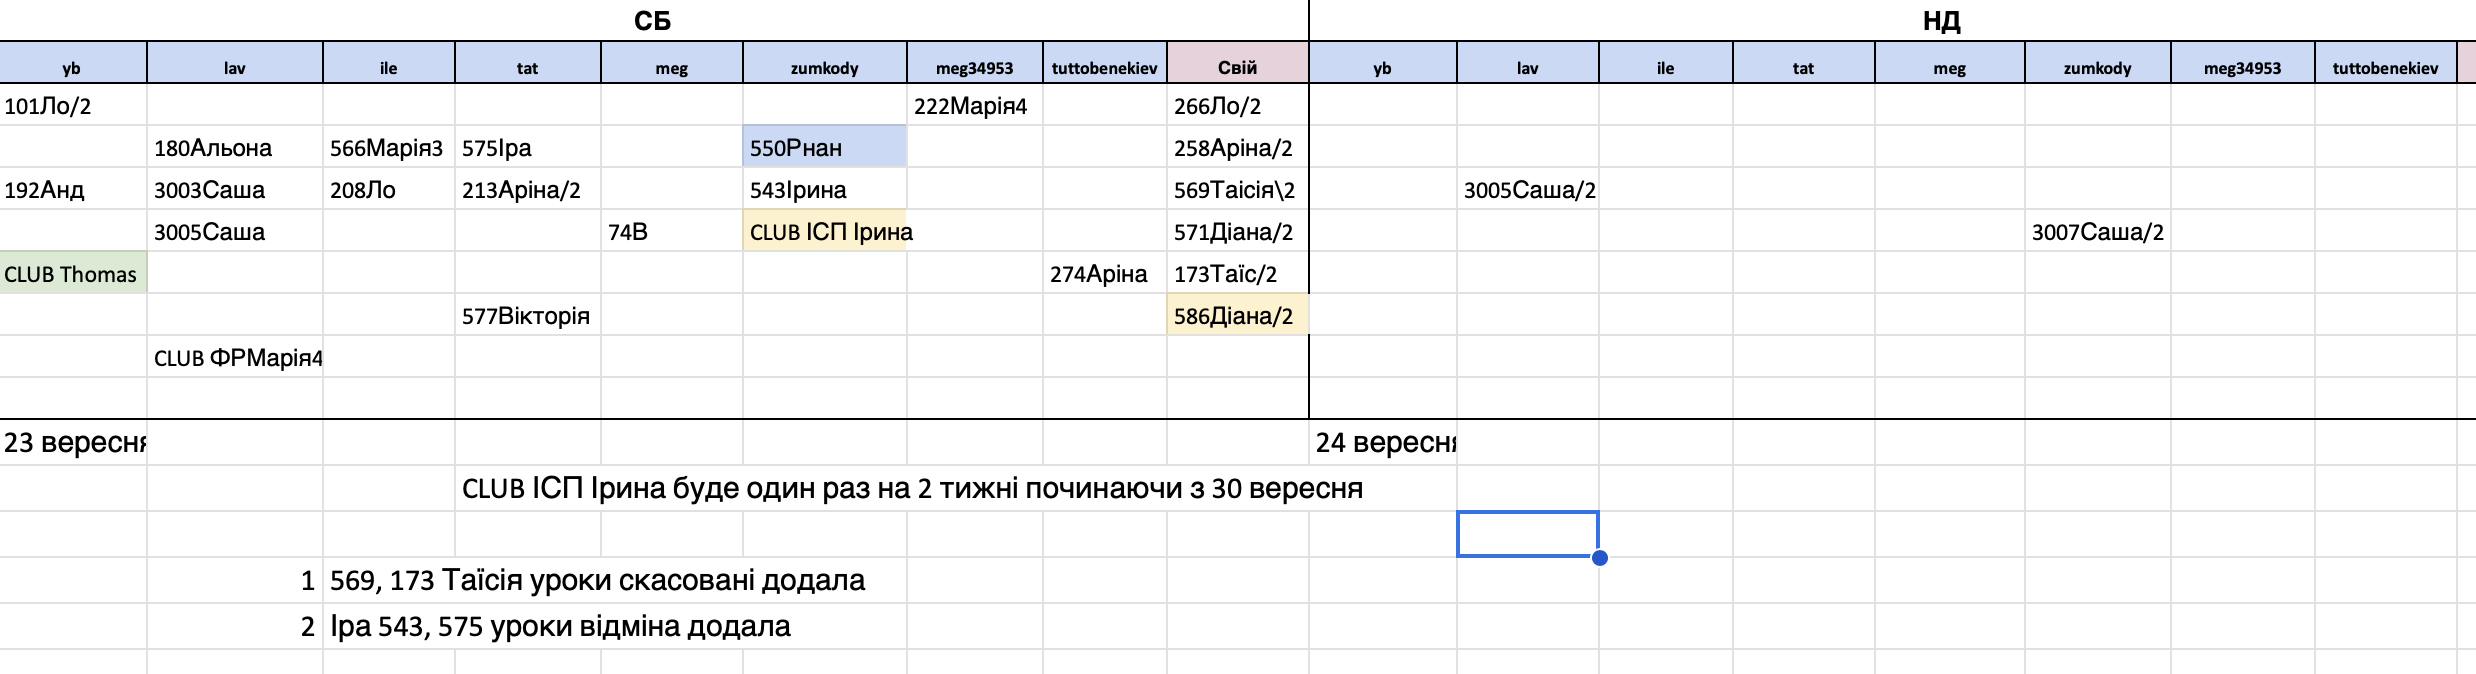 СБ НД
yb lav ile tat meg zumkody meg34953 tuttobenekiev Свій yb lav ile tat meg zumkody meg34953 tuttobenekiev
101Ло/2 222Марія4 266Ло/2
180Альона 566Марія3 575Іра 550Рнан 258Аріна/2
192Анд 3003Саша 208Ло 213Аріна/2 543Ірина 569Таісія\2 3005Саша/2
3005Саша 74В CLUB ІСП Ірина 571Діана/2 3007Саша/2
CLUB Thomas 274Аріна 173Таїс/2
577Вікторія 586Діана/2
CLUB ФРМарія4
23 вересня 24 вересня
CLUB ІСП Ірина буде один раз на 2 тижні починаючи з 30 вересня
1 569, 173 Таїсія уроки скасовані додала
2 Іра 543, 575 уроки відміна додала